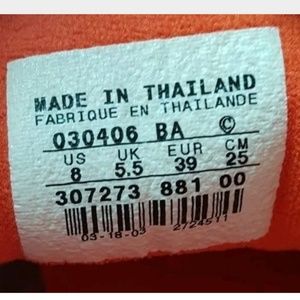 MADE IN THAILAND
FABRIQUE EN THAILANDE
030406 BA ©
US UK EUR CM
8 5.5 39 25
307273 881 00
03-18-03 2724511